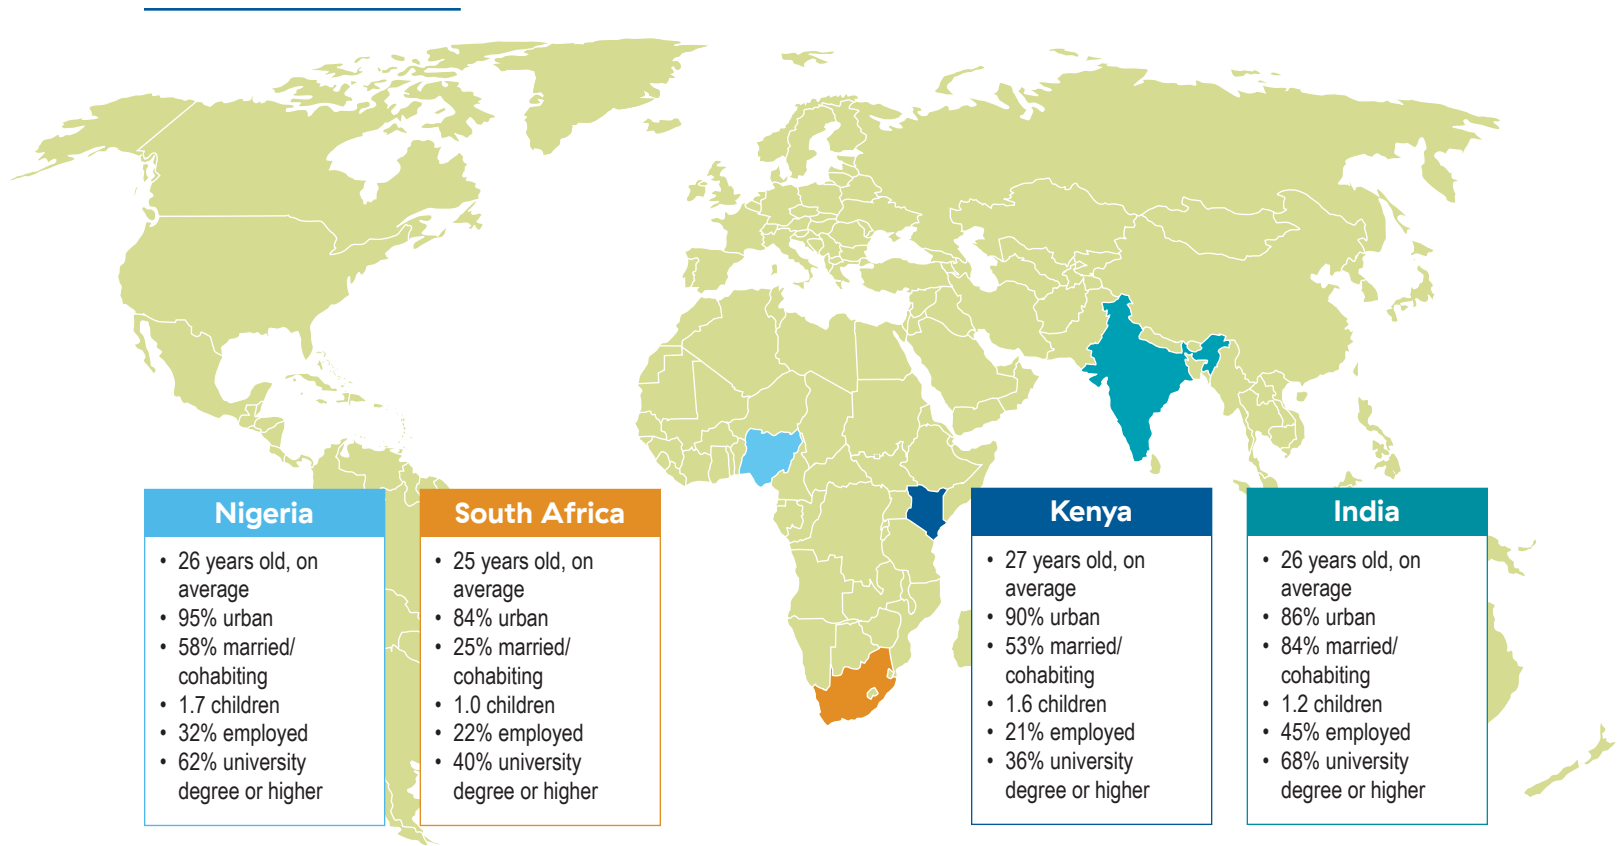 Nigeria
• 26 years old, on
average
• 95% urban
• 58% married/
cohabiting
• 1.7 children
• 32% employed
• 62% university
degree or higher
South Africa
• 25 years old, on
average
• 84% urban
• 25% married/
cohabiting
• 1.0 children
• 22% employed
• 40% university
degree or higher
Kenya
• 27 years old, on
average
• 90% urban
• 53% married/
cohabiting
• 1.6 children
• 21% employed
• 36% university
degree or higher
India
• 26 years old, on
average
• 86% urban
• 84% married/
cohabiting
• 1.2 children
• 45% employed
• 68% university
degree or higher